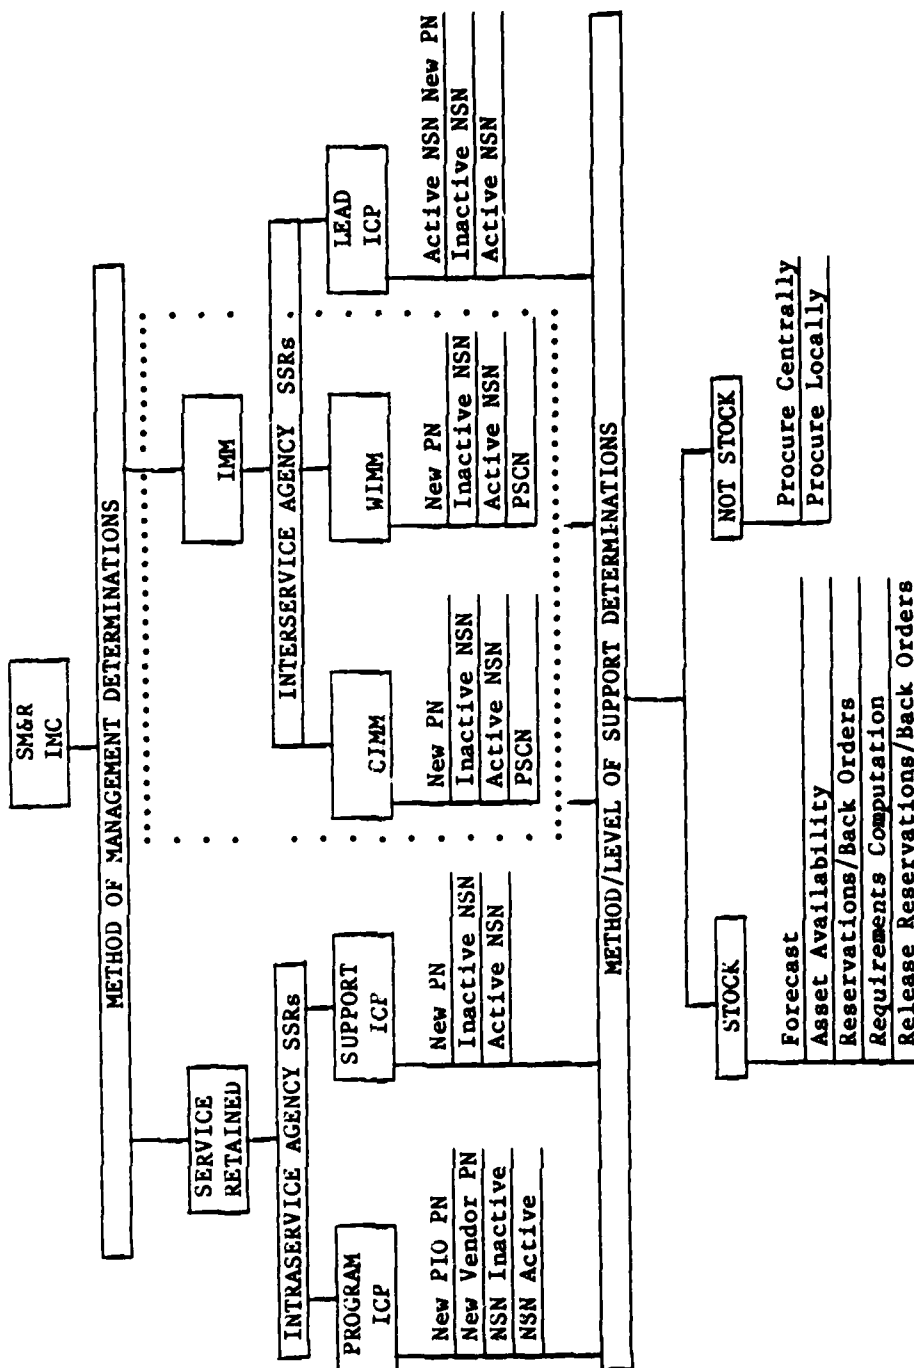 SM&R
IMC
METHOD OF MANAGEMENT DETERMINATIONS
SERVICE
RETAINED
IMM
INTRASERVICE AGENCY SSRs
INTERSERVICE AGENCY SSRs
PROGRAM
ICP
New PIO PN
New Vendor PN
NSN Inactive
NSN Active
SUPPORT
ICP
New PN
Inactive NSN
Active NSN
CIMM
New PN
Inactive NSN
Active NSN
PSCN
WIMM
New PN
Inactive NSN
Active NSN
PSCN
LEAD
ICP
Active NSN New PN
Inactive NSN
Active NSN
METHOD/LEVEL OF SUPPORT DETERMINATIONS
STOCK
Forecast
Asset Availability
Reservations/Back Orders
Requirements Computation
Release Reservations/Back Orders
NOT STOCK
Procure Centrally
Procure Locally